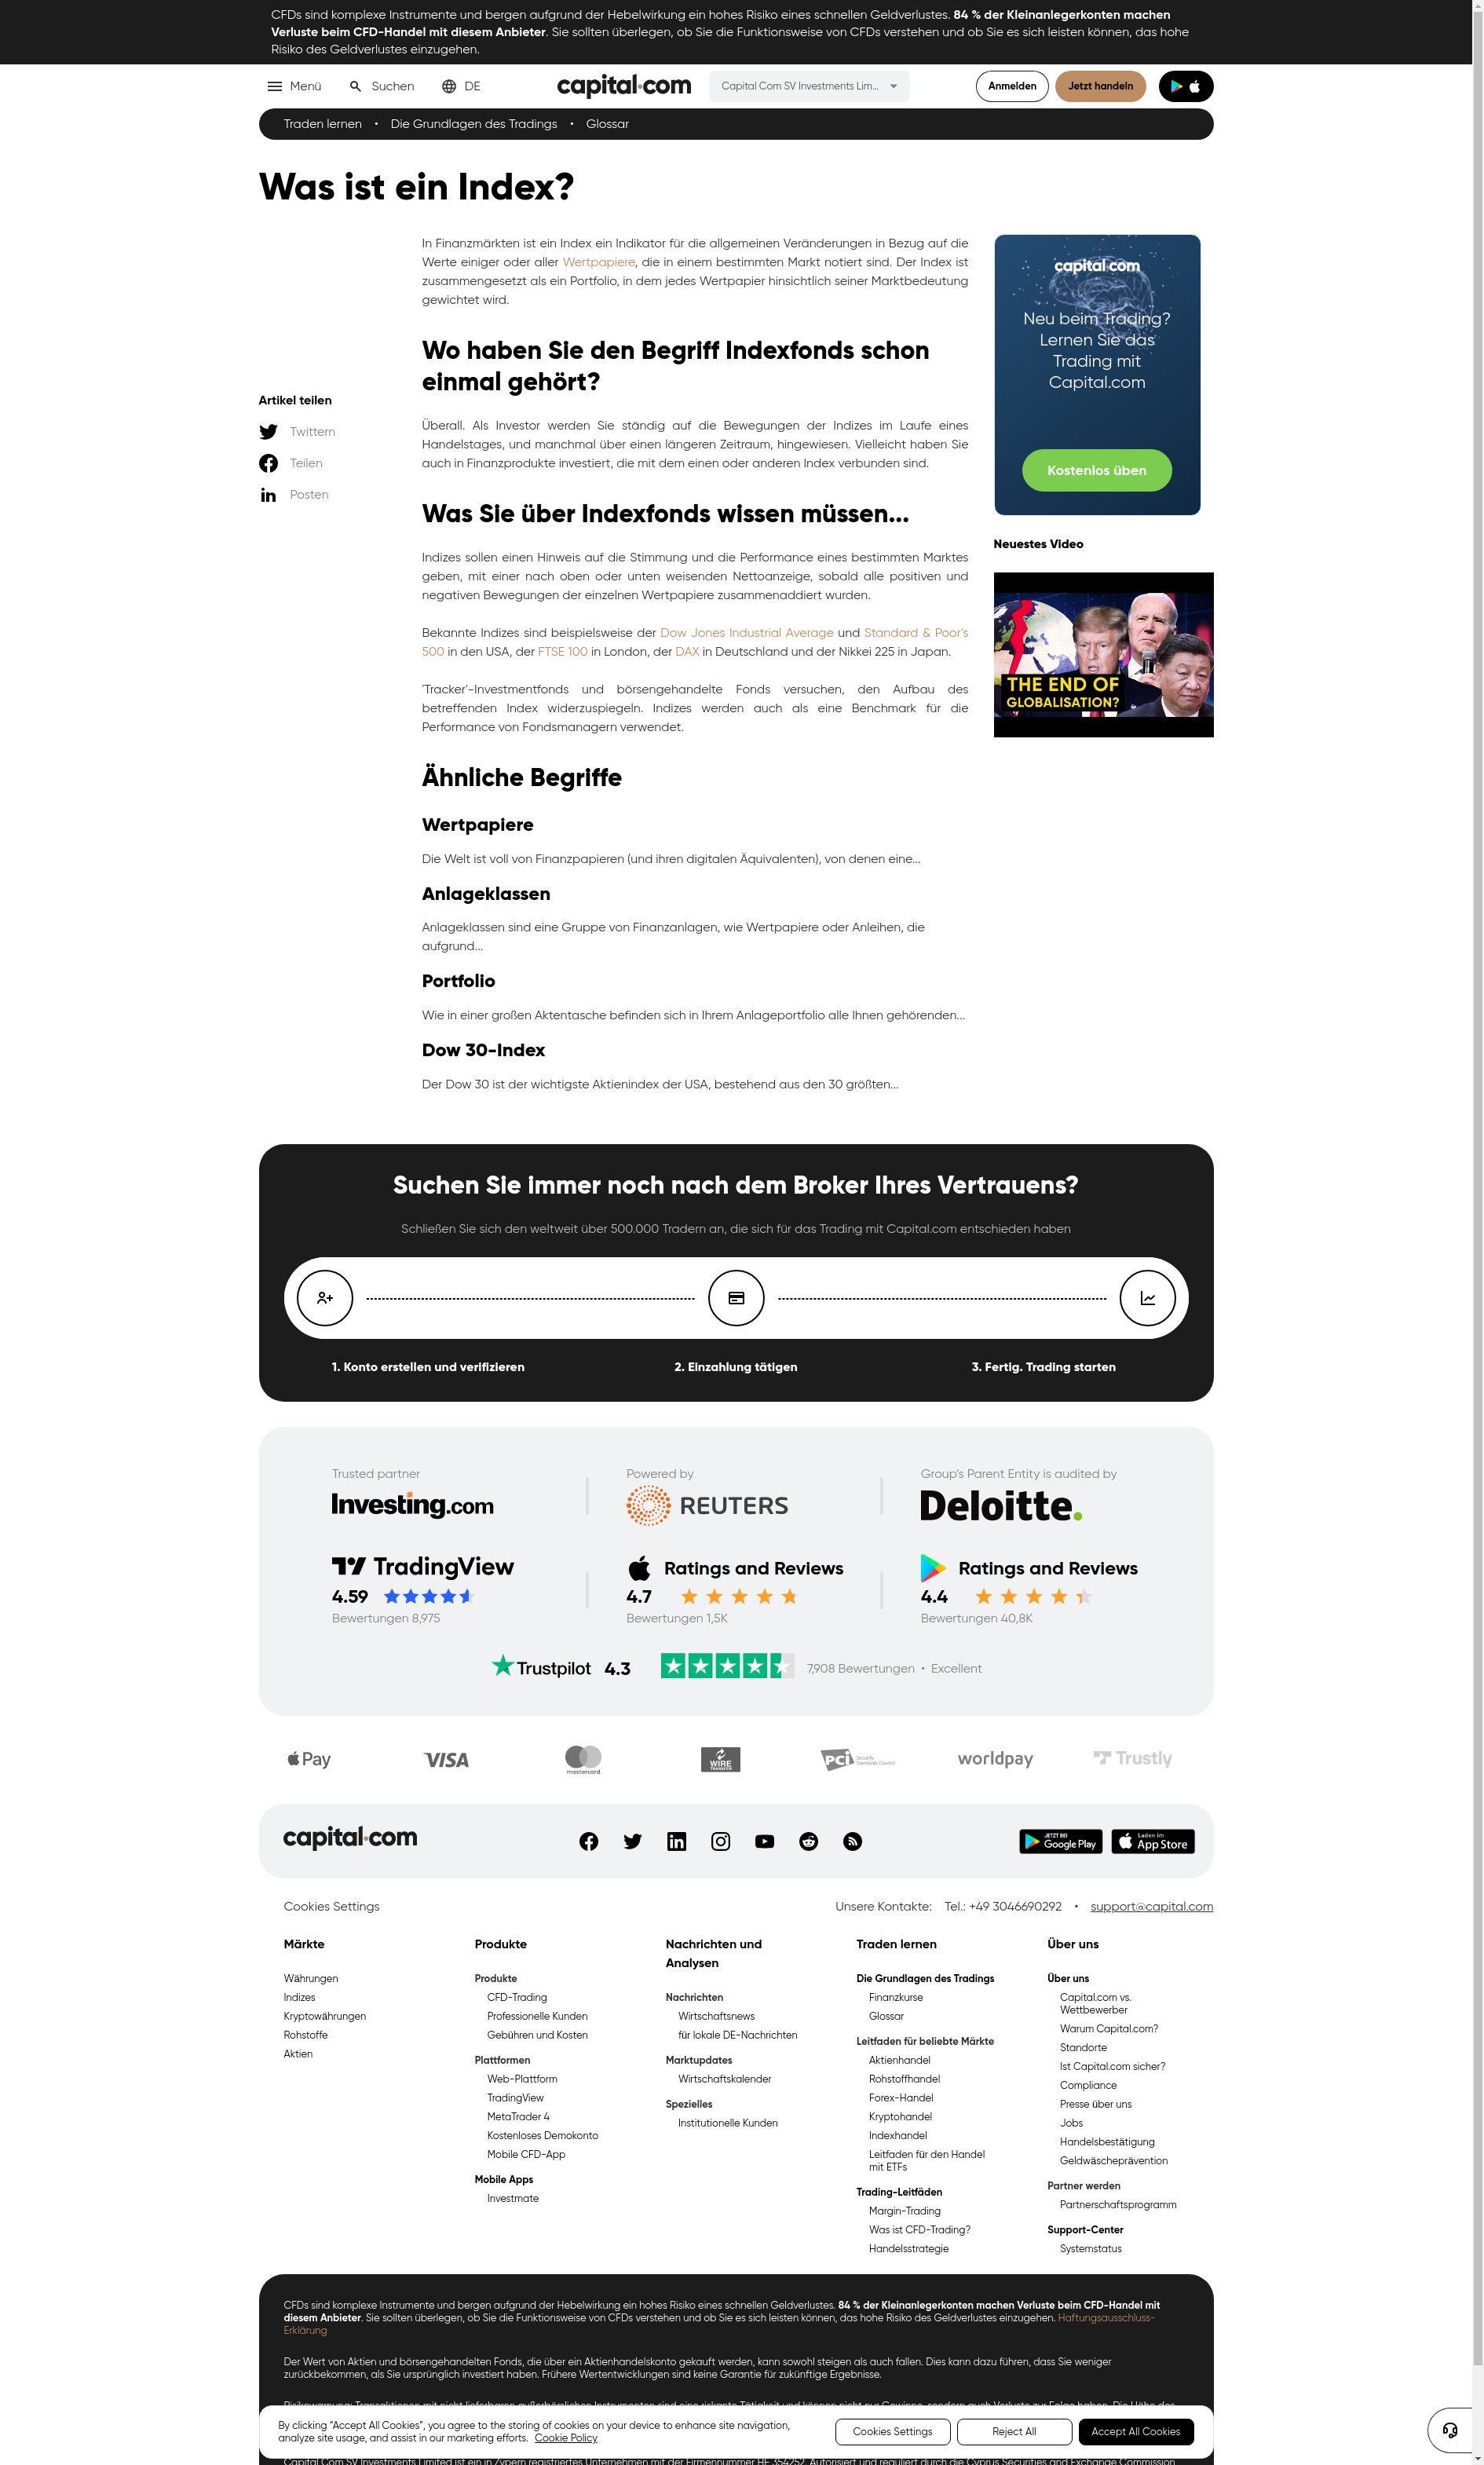 CFDs sind komplexe Instrumente und bergen aufgrund der Hebelwirkung ein hohes Risiko eines schnellen Geldverlustes. 84 % der Kleinanlegerkonten machen
Verluste beim CFD-Handel mit diesem Anbieter. Sie sollten überlegen, ob Sie die Funktionsweise von CFDs verstehen und ob Sie es sich leisten können, das hohe
Risiko des Geldverlustes einzugehen.
Menü Suchen DE capital.com Capital Com SV Investments Lim... Anmelden Jetzt handeln
Traden lernen • Die Grundlagen des Tradings • Glossar
Was ist ein Index?
In Finanzmärkten ist ein Index ein Indikator für die allgemeinen Veränderungen in Bezug auf die
Werte einiger oder aller Wertpapiere, die in einem bestimmten Markt notiert sind. Der Index ist
zusammengesetzt als ein Portfolio, in dem jedes Wertpapier hinsichtlich seiner Marktbedeutung
gewichtet wird.
Wo haben Sie den Begriff Indexfonds schon
einmal gehört?
Artikel teilen
Twittern
Teilen
Posten
Überall. Als Investor werden Sie ständig auf die Bewegungen der Indizes im Laufe eines
Handelstages, und manchmal über einen längeren Zeitraum, hingewiesen. Vielleicht haben Sie
auch in Finanzprodukte investiert, die mit dem einen oder anderen Index verbunden sind.
Was Sie über Indexfonds wissen müssen...
Indizes sollen einen Hinweis auf die Stimmung und die Performance eines bestimmten Marktes
geben, mit einer nach oben oder unten weisenden Nettoanzeige, sobald alle positiven und
negativen Bewegungen der einzelnen Wertpapiere zusammenaddiert wurden.
Bekannte Indizes sind beispielsweise der Dow Jones Industrial Average und Standard & Poor's
500 in den USA, der FTSE 100 in London, der DAX in Deutschland und der Nikkei 225 in Japan.
'Tracker'-Investmentfonds und börsengehandelte Fonds versuchen, den Aufbau des
betreffenden Index widerzuspiegeln. Indizes werden auch als eine Benchmark für die
Performance von Fondsmanagern verwendet.
Ähnliche Begriffe
Wertpapiere
Die Welt ist voll von Finanzpapieren (und ihren digitalen Äquivalenten), von denen eine...
Anlageklassen
Anlageklassen sind eine Gruppe von Finanzanlagen, wie Wertpapiere oder Anleihen, die
aufgrund...
Portfolio
Wie in einer großen Aktentasche befinden sich in Ihrem Anlageportfolio alle Ihnen gehörenden...
Dow 30-Index
Der Dow 30 ist der wichtigste Aktienindex der USA, bestehend aus den 30 größten...
capital.com
Neu beim Trading?
Lernen Sie das
Trading mit
Capital.com
Kostenlos üben
Neuestes Video
THE END OF
GLOBALISATION?
Suchen Sie immer noch nach dem Broker Ihres Vertrauens?
Schließen Sie sich den weltweit über 500.000 Tradern an, die sich für das Trading mit Capital.com entschieden haben
1. Konto erstellen und verifizieren 2. Einzahlung tätigen 3. Fertig. Trading starten
Trusted partner Powered by Group's Parent Entity is audited by
Investing.com REUTERS Deloitte.
TradingView Ratings and Reviews Ratings and Reviews
4.59 4.7 4.4
Bewertungen 8,975 Bewertungen 1,5K Bewertungen 40,8K
Trustpilot 4.3 7,908 Bewertungen • Excellent
Pay VISA mastercard. WIRE TRANSFER PCI Security Standards Council worldpay Trustly
capital.com JETZT BEI Google Play Laden im App Store
Cookies Settings Unsere Kontakte: Tel.: +49 3046690292 • support@capital.com
Märkte
Währungen
Indizes
Kryptowährungen
Rohstoffe
Aktien
Produkte
Produkte
CFD-Trading
Professionelle Kunden
Gebühren und Kosten
Plattformen
Web-Plattform
TradingView
MetaTrader 4
Kostenloses Demokonto
Mobile CFD-App
Mobile Apps
Investmate
Nachrichten und
Analysen
Nachrichten
Wirtschaftsnews
für lokale DE-Nachrichten
Marktupdates
Wirtschaftskalender
Spezielles
Institutionelle Kunden
Traden lernen
Die Grundlagen des Tradings
Finanzkurse
Glossar
Leitfaden für beliebte Märkte
Aktienhandel
Rohstoffhandel
Forex-Handel
Kryptohandel
Indexhandel
Leitfaden für den Handel
mit ETFs
Trading-Leitfäden
Margin-Trading
Was ist CFD-Trading?
Handelsstrategie
Über uns
Über uns
Capital.com vs.
Wettbewerber
Warum Capital.com?
Standorte
Ist Capital.com sicher?
Compliance
Presse über uns
Jobs
Handelsbestätigung
Geldwäscheprävention
Partner werden
Partnerschaftsprogramm
Support-Center
Systemstatus
CFDs sind komplexe Instrumente und bergen aufgrund der Hebelwirkung ein hohes Risiko eines schnellen Geldverlustes. 84 % der Kleinanlegerkonten machen Verluste beim CFD-Handel mit
diesem Anbieter. Sie sollten überlegen, ob Sie die Funktionsweise von CFDs verstehen und ob Sie es sich leisten können, das hohe Risiko des Geldverlustes einzugehen. Haftungsausschluss-
Erklärung
Der Wert von Aktien und börsengehandelten Fonds, die über ein Aktienhandelskonto gekauft werden, kann sowohl steigen als auch fallen. Dies kann dazu führen, dass Sie weniger
zurückbekommen, als Sie ursprünglich investiert haben. Frühere Wertentwicklungen sind keine Garantie für zukünftige Ergebnisse.
Risikowarnung: Transaktionen mit nicht lieferbaren außerbörslichen Instrumenten sind eine riskante Tätigkeit und können nicht nur Gewinne, sondern auch Verluste zur Folge haben. Die Höhe des
By clicking "Accept All Cookies", you agree to the storing of cookies on your device to enhance site navigation,
analyze site usage, and assist in our marketing efforts. Cookie Policy
Cookies Settings Reject All Accept All Cookies
Capital Com SV Investments Limited ist ein in Zypern registriertes Unternehmen mit der Firmennummer HE 354252. Autorisiert und reguliert durch die Cyprus Securities and Exchange Commission